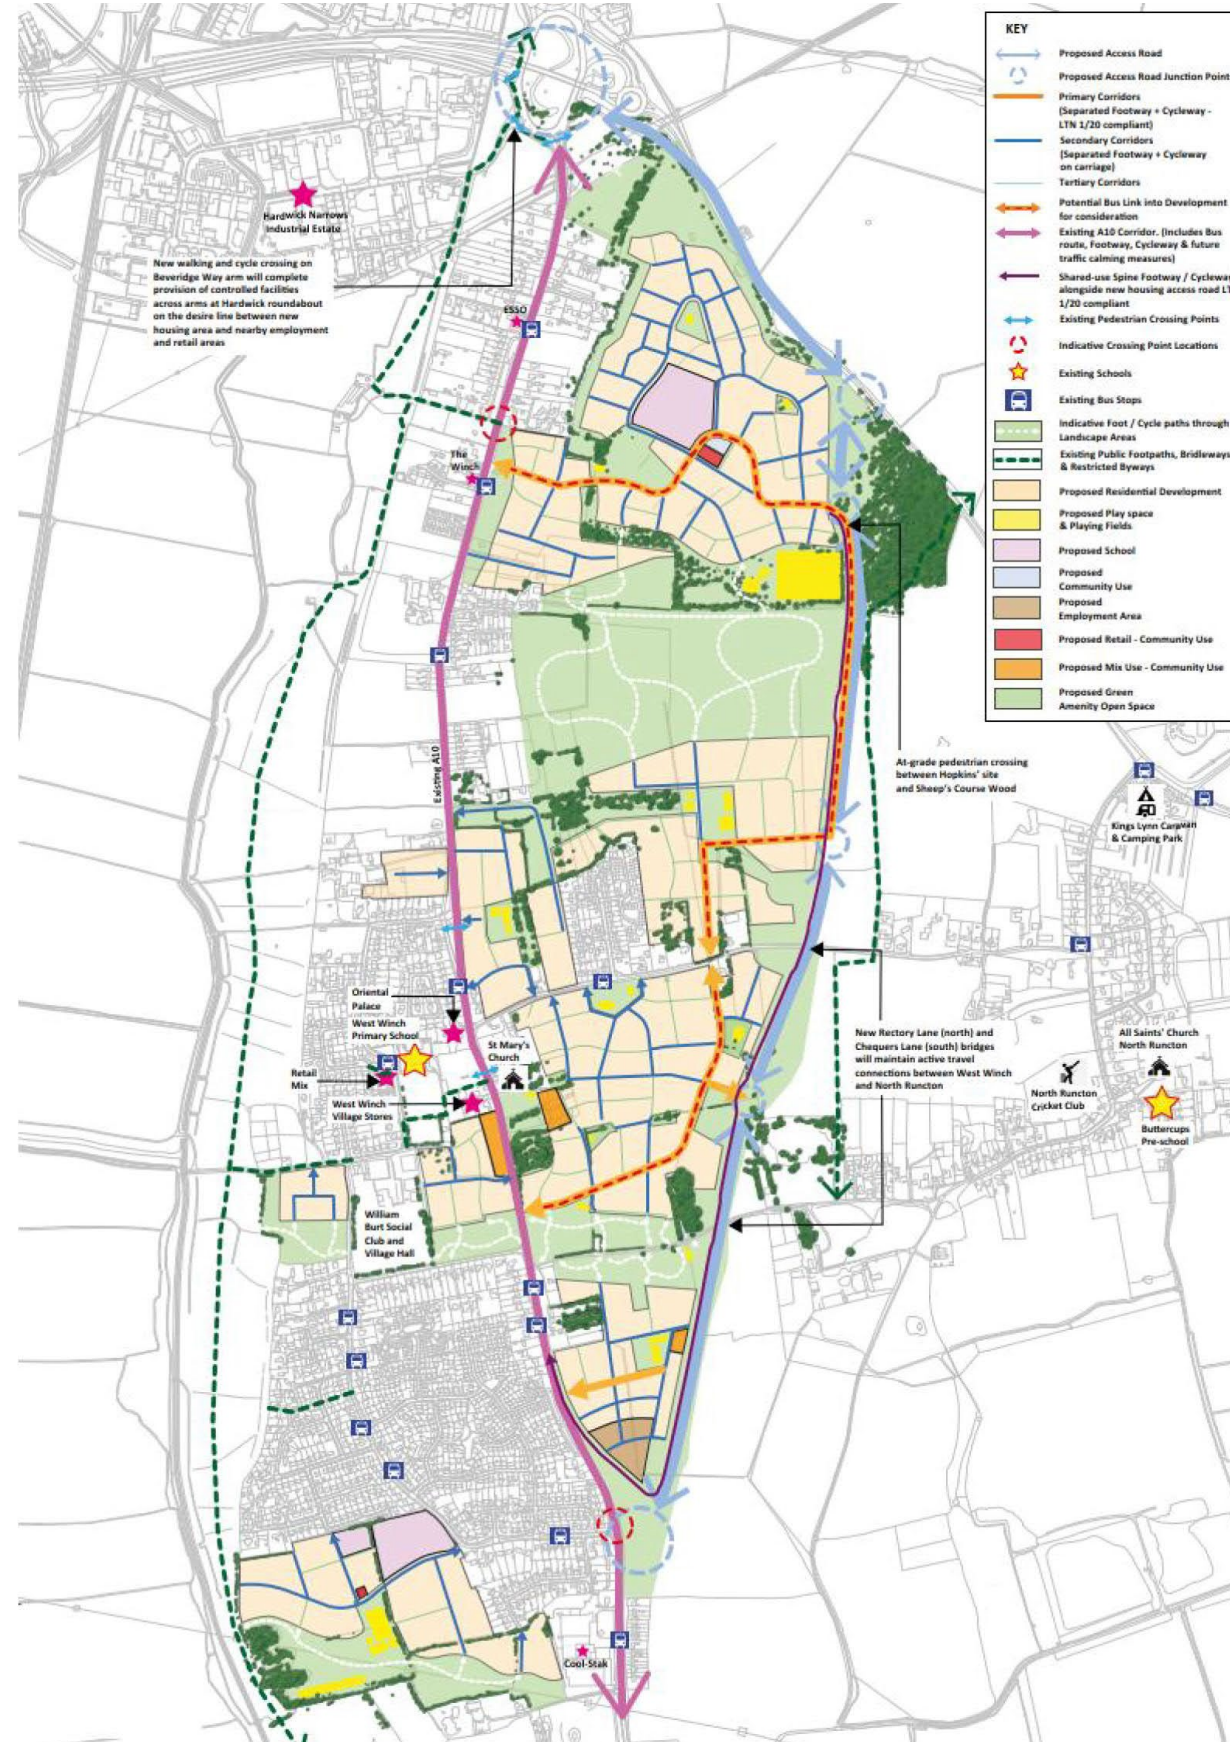 KEY
Proposed Access Road
Proposed Access Road Junction Point
Primary Corridors
(Separated Footway + Cycleway -
LTN 1/20 compliant)
Secondary Corridors
(Separated Footway + Cycleway
on carriage)
Tertiary Corridors
Potential Bus Link into Development
for consideration
Existing A10 Corridor. (Includes Bus
route, Footway, Cycleway & future
traffic calming measures)
Shared-use Spine Footway / Cycleway
alongside new housing access road LT
1/20 compliant
Existing Pedestrian Crossing Points
Indicative Crossing Point Locations
Existing Schools
Existing Bus Stops
Indicative Foot / Cycle paths through
Landscape Areas
Existing Public Footpaths, Bridleways
& Restricted Byways
Proposed Residential Development
Proposed Play space
& Playing Fields
Proposed School
Proposed
Community Use
Proposed
Employment Area
Proposed Retail - Community Use
Proposed Mix Use - Community Use
Proposed Green
Amenity Open Space
Hardwick Narrows
Industrial Estate
New walking and cycle crossing on
Beveridge Way arm will complete
provision of controlled facilities
across arms at Hardwick roundabout
on the desire line between new
housing area and nearby employment
and retail areas
ESSO
The
Winch
Existing A10
At-grade pedestrian crossing
between Hopkins' site
and Sheep's Course Wood
Kings Lynn Caravan
& Camping Park
Oriental
Palace
West Winch
Primary School
Retail
Mix
West Winch
Village Stores
St Mary's
Church
New Rectory Lane (north) and
Chequers Lane (south) bridges
will maintain active travel
connections between West Winch
and North Runcton
All Saints' Church
North Runcton
North Runcton
Cricket Club
Buttercups
Pre-school
William
Burt Social
Club and
Village Hall
Cool-Stak